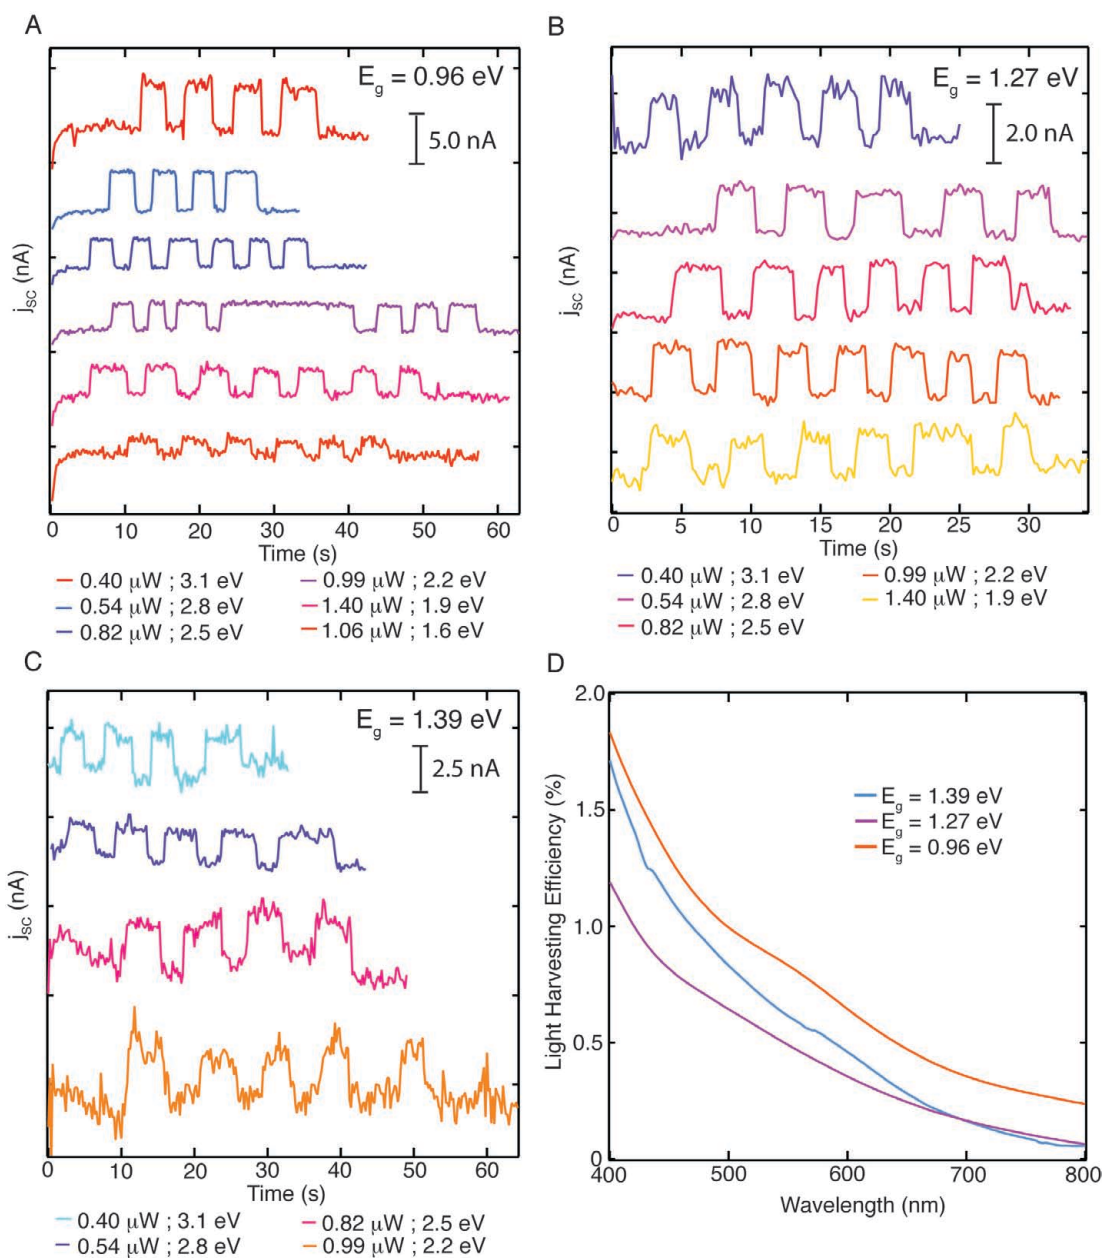 A
E_g = 0.96 eV
5.0 nA
j_SC (nA)
0 10 20 30 40 50 60
Time (s)
0.40 μW ; 3.1 eV
0.54 μW ; 2.8 eV
0.82 μW ; 2.5 eV
0.99 μW ; 2.2 eV
1.40 μW ; 1.9 eV
1.06 μW ; 1.6 eV
B
E_g = 1.27 eV
2.0 nA
j_SC (nA)
0 5 10 15 20 25 30
Time (s)
0.40 μW ; 3.1 eV
0.54 μW ; 2.8 eV
0.82 μW ; 2.5 eV
0.99 μW ; 2.2 eV
1.40 μW ; 1.9 eV
C
E_g = 1.39 eV
2.5 nA
j_SC (nA)
0 10 20 30 40 50 60
Time (s)
0.40 μW ; 3.1 eV
0.54 μW ; 2.8 eV
0.82 μW ; 2.5 eV
0.99 μW ; 2.2 eV
D
2.0
1.5
1.0
0.5
0
Light Harvesting Efficiency (%)
E_g = 1.39 eV
E_g = 1.27 eV
E_g = 0.96 eV
400 500 600 700 800
Wavelength (nm)